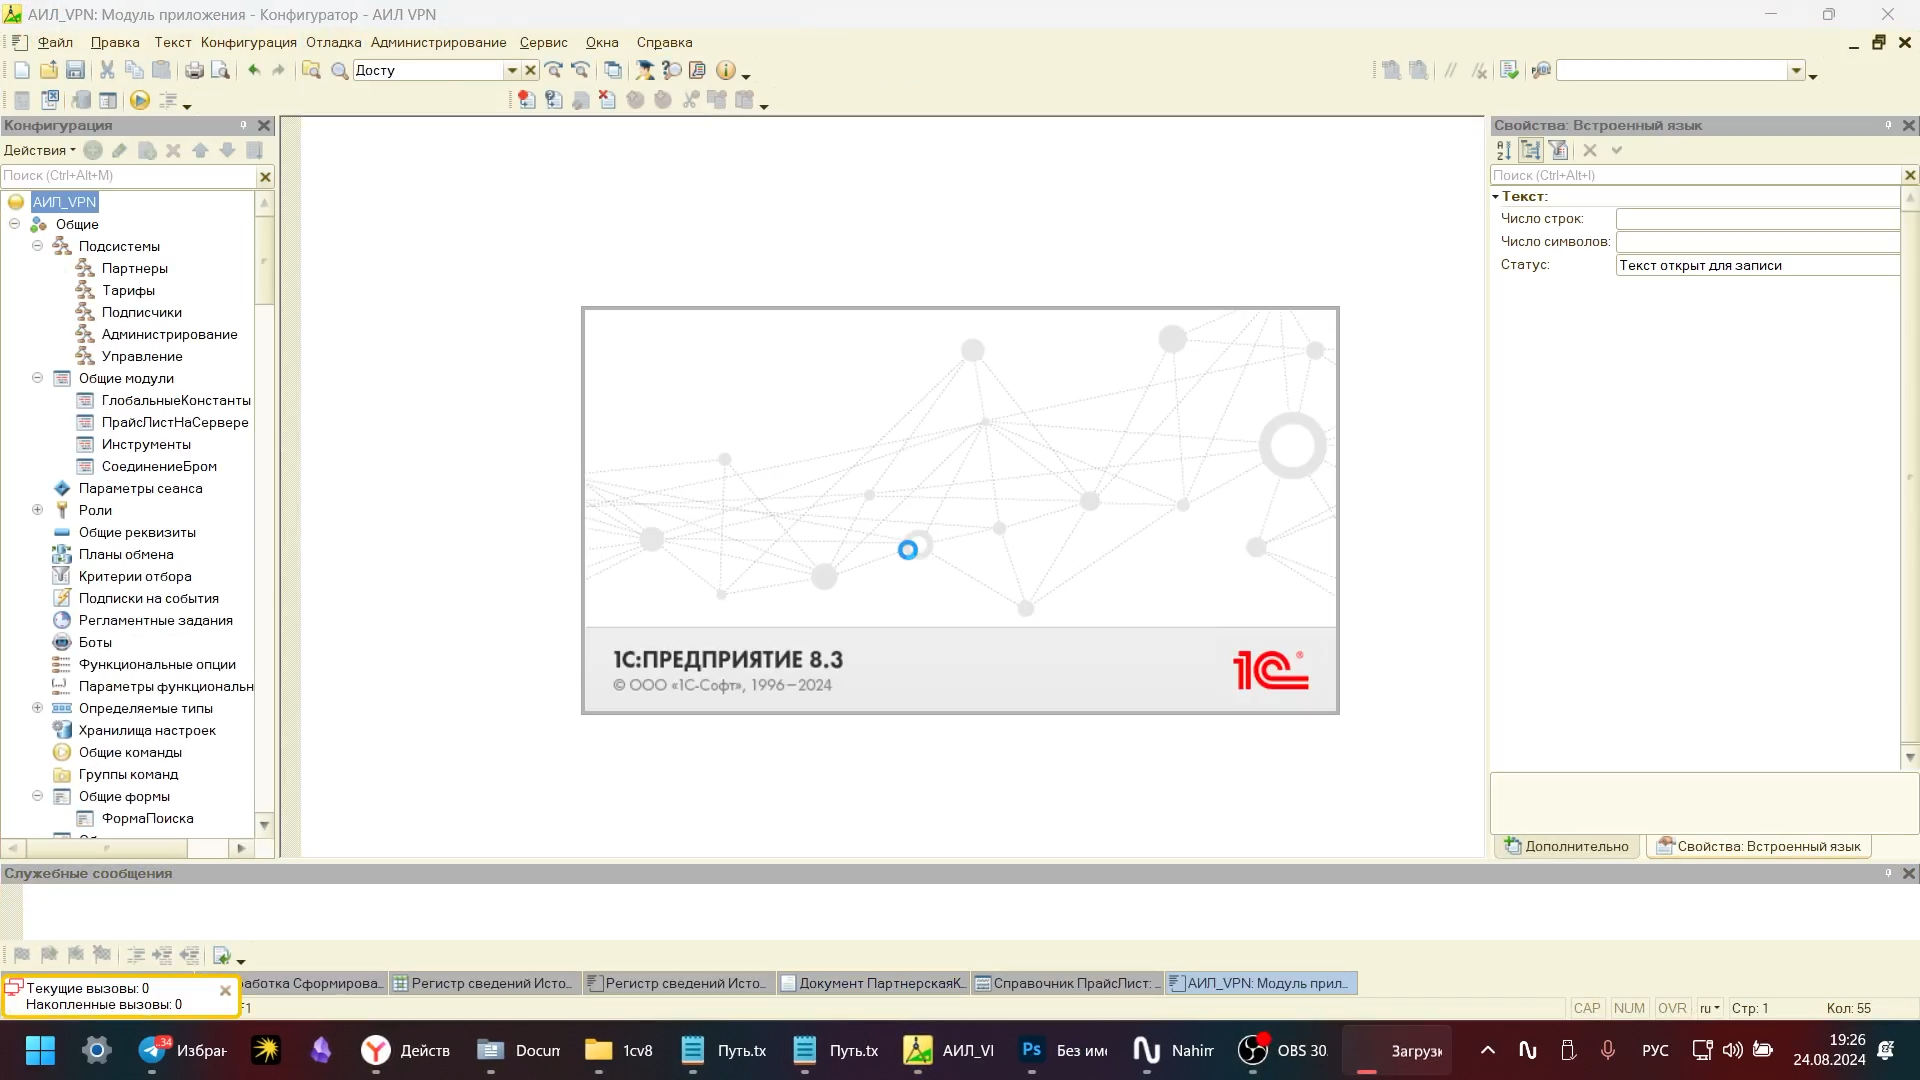 АИЛ_VPN: Модуль приложения - Конфигуратор - АИЛ VPN
Файл Правка Текст Конфигурация Отладка Администрирование Сервис Окна Справка
Досту
Конфигурация
Действия
Поиск (Ctrl+Alt+M)
АИЛ_VPN
Общие
Подсистемы
Партнеры
Тарифы
Подписчики
Администрирование
Управление
Общие модули
ГлобальныеКонстанты
ПрайсЛистНаСервере
Инструменты
СоединениеБром
Параметры сеанса
Роли
Общие реквизиты
Планы обмена
Критерии отбора
Подписки на события
Регламентные задания
Боты
Функциональные опции
Параметры функциональн
Определяемые типы
Хранилища настроек
Общие команды
Группы команд
Общие формы
ФормаПоиска
1С:ПРЕДПРИЯТИЕ 8.3
© ООО «1С-Софт», 1996–2024
1С®
Свойства: Встроенный язык
Поиск (Ctrl+Alt+I)
Текст:
Число строк:
Число символов:
Статус: Текст открыт для записи
Дополнительно Свойства: Встроенный язык
Служебные сообщения
Текущие вызовы: 0
Накопленные вызовы: 0
работка Сформирова... Регистр сведений Исто... Регистр сведений Исто... Документ ПартнерскаяК... Справочник ПрайсЛист: ... АИЛ_VPN: Модуль прил...
F1 CAP NUM OVR ru Стр: 1 Кол: 55
..34 Избран Действ Docum 1cv8 Путь.tx Путь.tx АИЛ_VI Ps Без име Nahim OBS 30. Загрузк РУС 19:26
24.08.2024